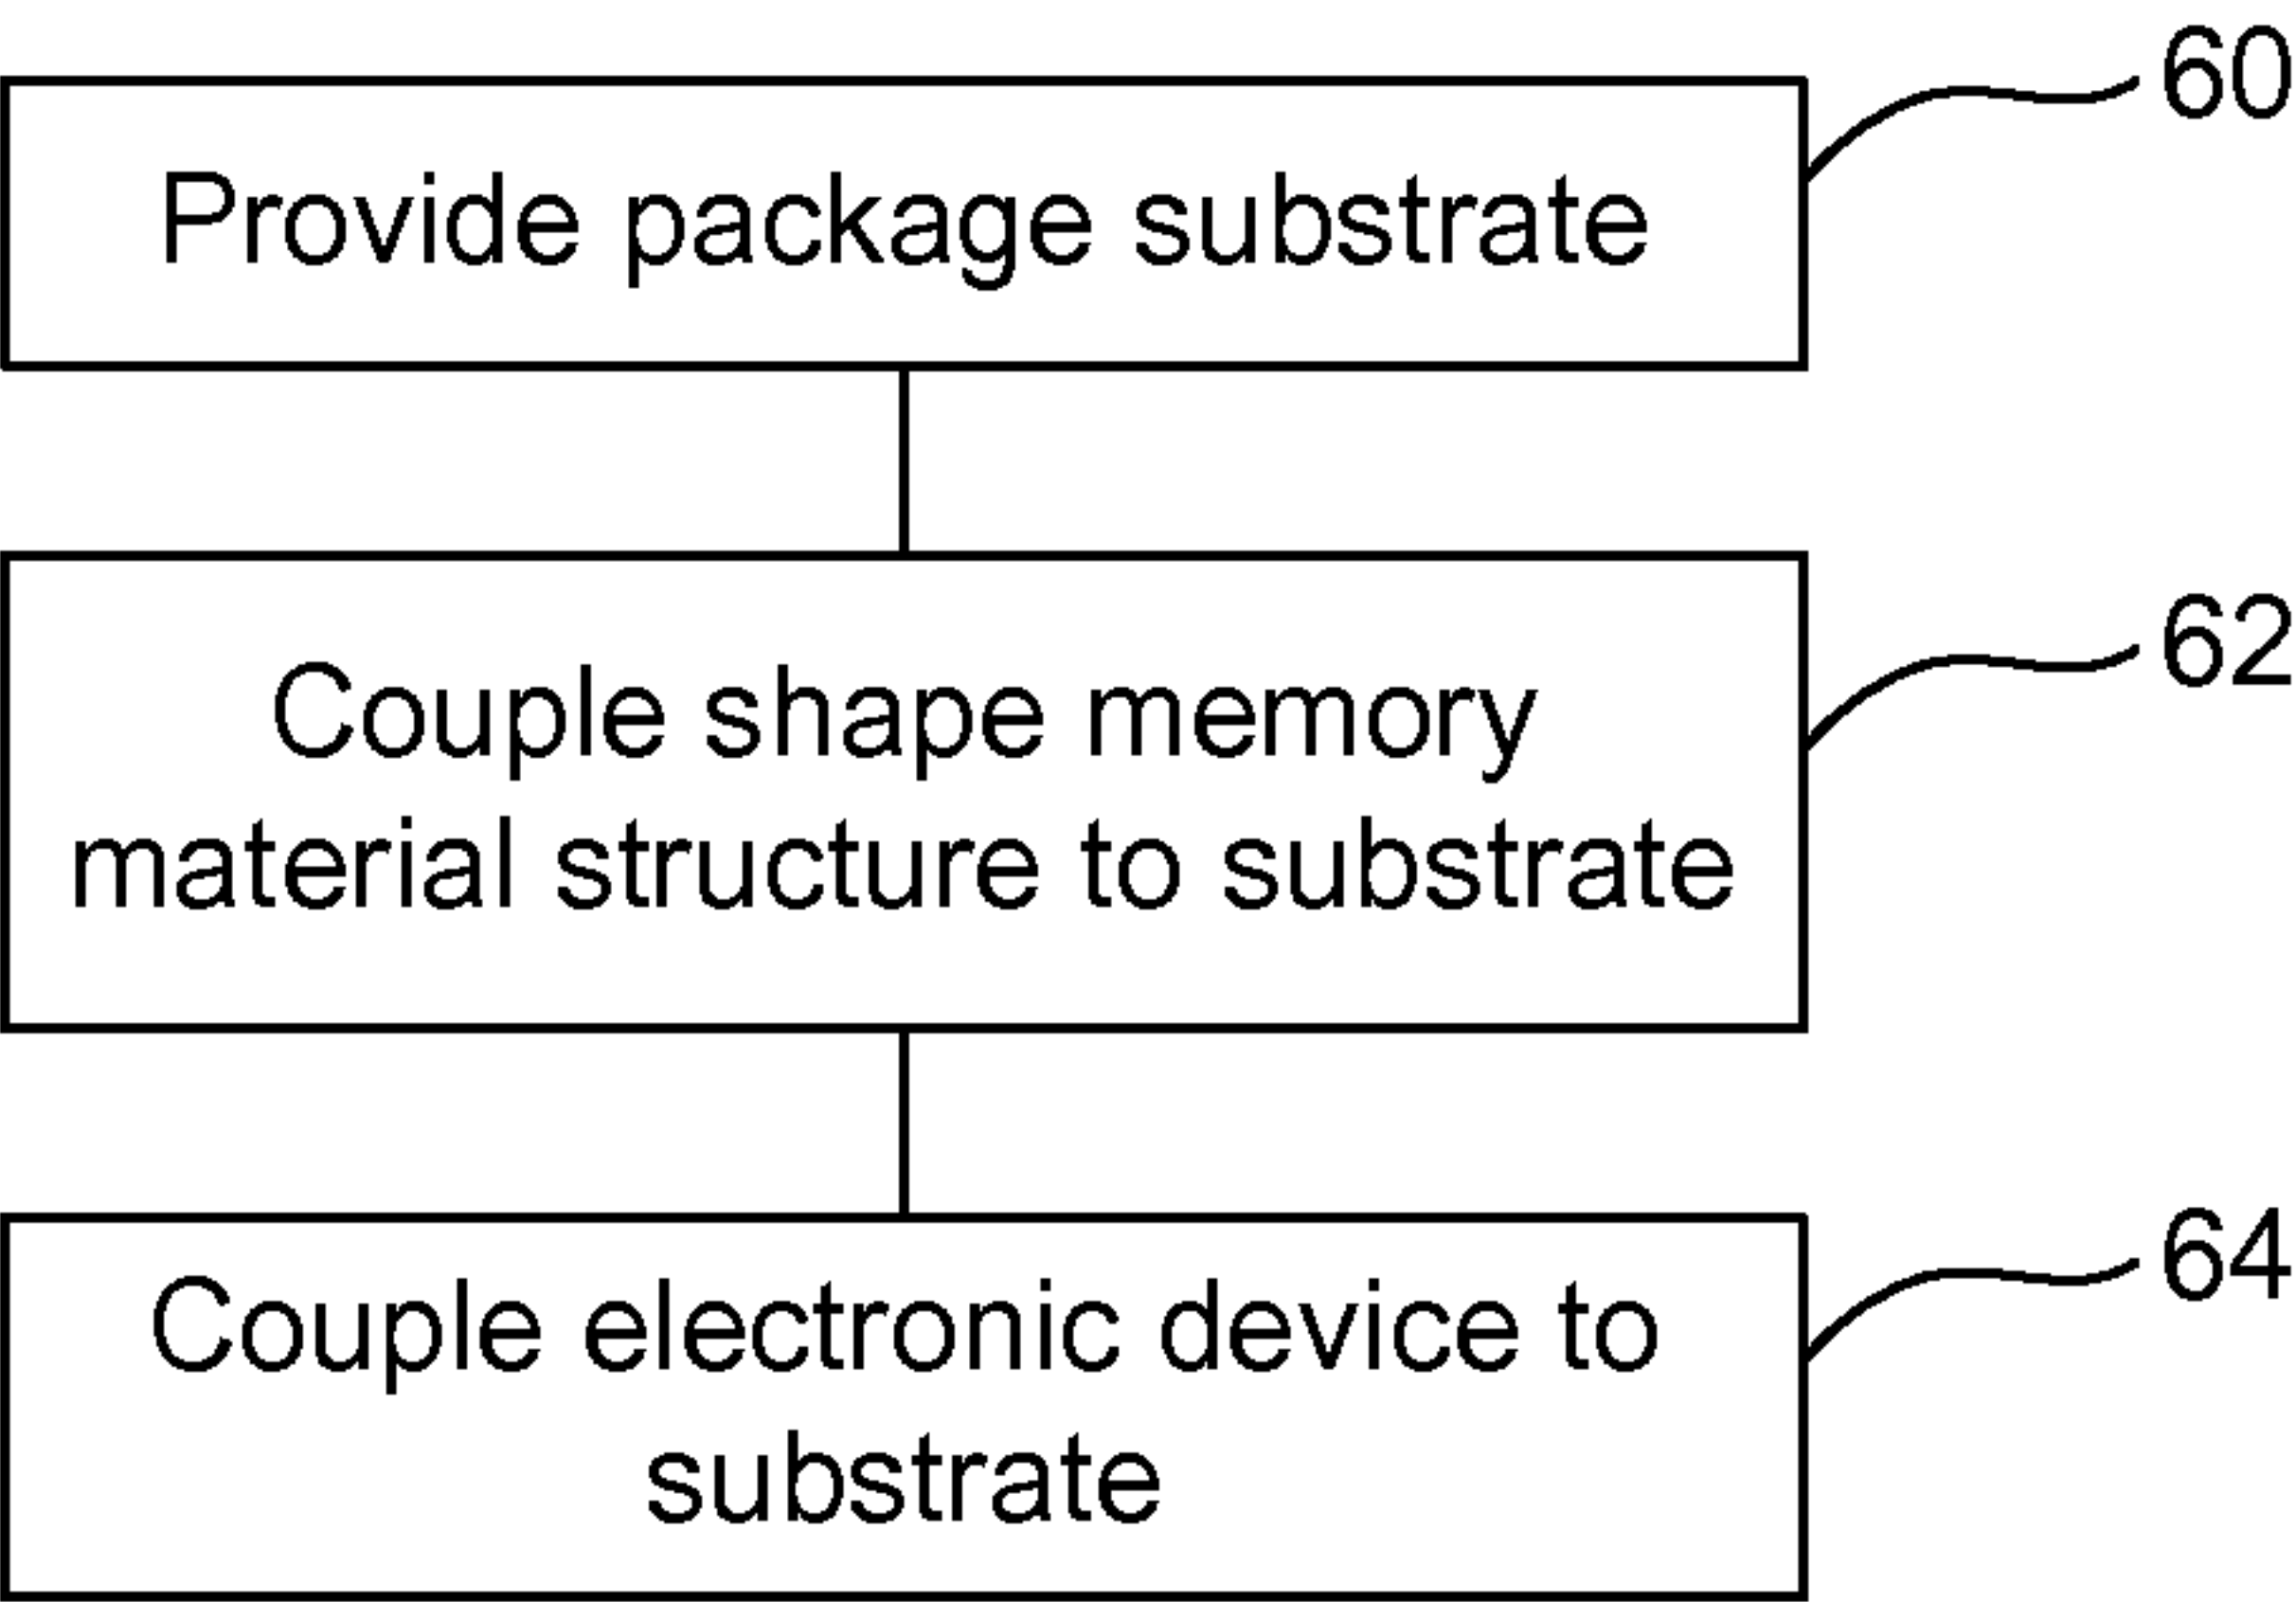 60
Provide package substrate
62
Couple shape memory
material structure to substrate
64
Couple electronic device to
substrate